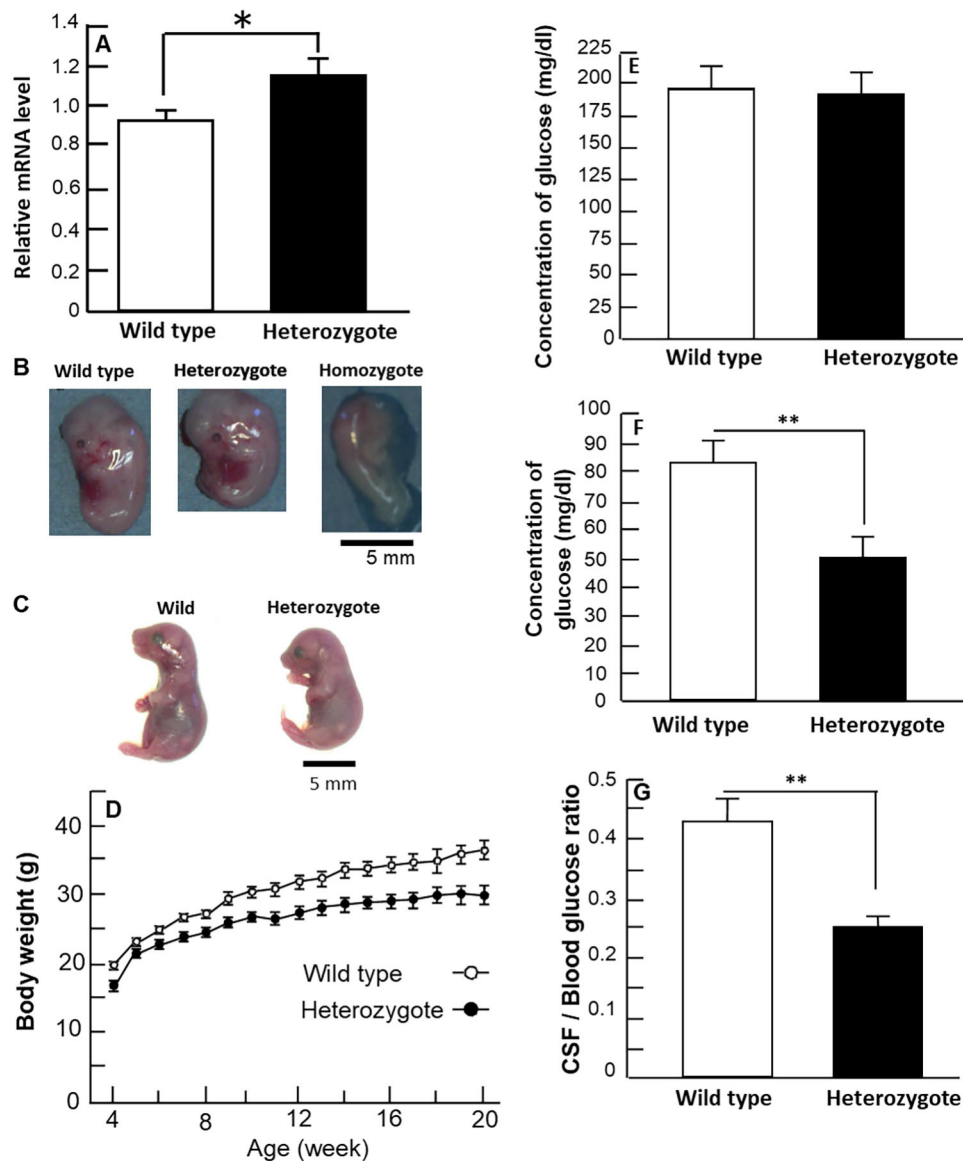 A
*
Relative mRNA level
1.4
1.2
1.0
0.8
0.6
0.4
0.2
0
Wild type Heterozygote
B
Wild type Heterozygote Homozygote
5 mm
C
Wild Heterozygote
5 mm
D
Body weight (g)
40
30
20
10
0
Wild type
Heterozygote
4 8 12 16 20
Age (week)
E
Concentration of glucose (mg/dl)
225
200
175
150
125
100
75
50
25
0
Wild type Heterozygote
F
**
Concentration of
glucose (mg/dl)
100
90
80
70
60
50
40
30
20
10
0
Wild type Heterozygote
G
**
CSF / Blood glucose ratio
0.5
0.4
0.3
0.2
0.1
0
Wild type Heterozygote